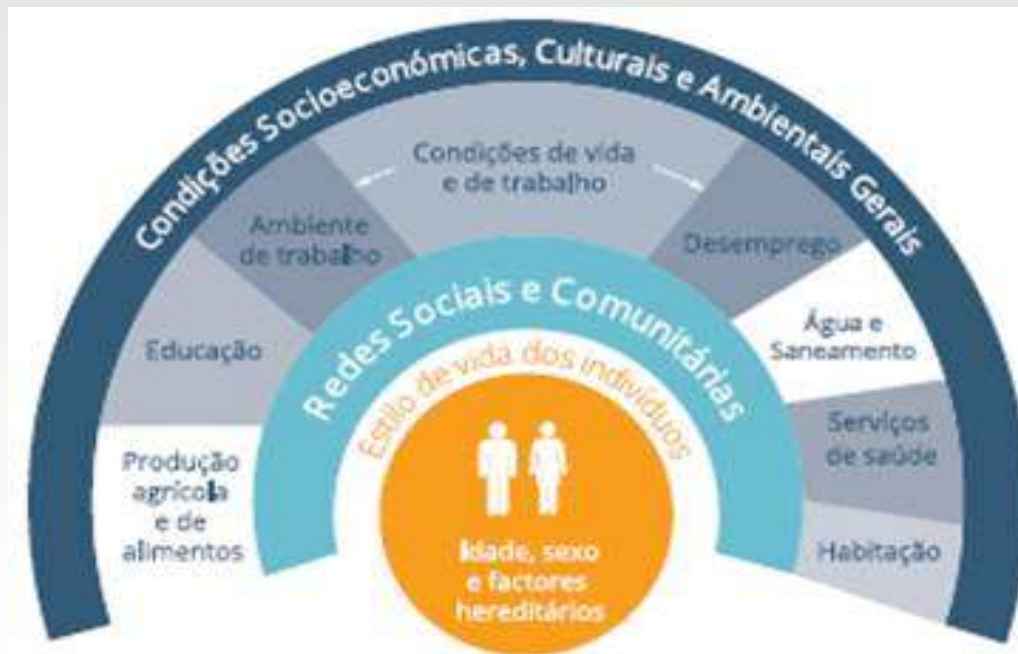 Condições Socioeconómicas, Culturais e Ambientais Gerais
Condições de vida
e de trabalho
Ambiente
de trabalho
Desemprego
Educação
Água e
Saneamento
Produção
agrícola
e de
alimentos
Serviços
de saúde
Habitação
Redes Sociais e Comunitárias
Estilo de vida dos indivíduos
Idade, sexo
e factores
hereditários